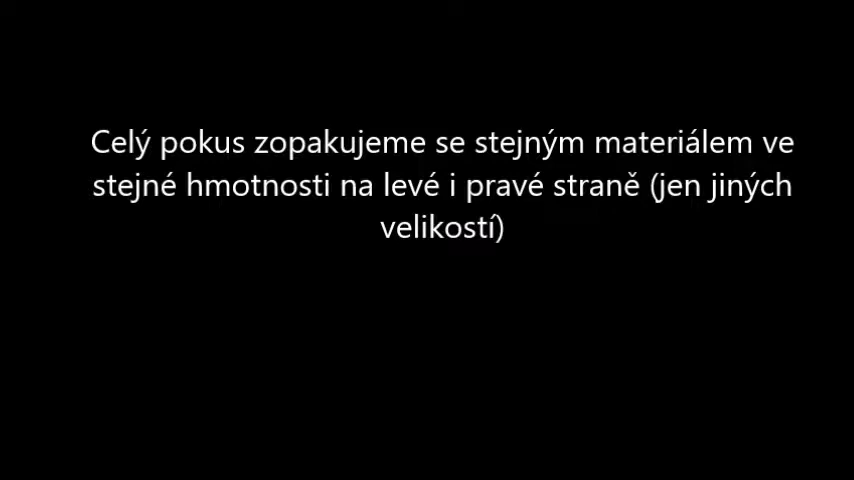 Celý pokus zopakujeme se stejným materiálem ve
stejné hmotnosti na levé i pravé straně (jen jiných
velikostí)